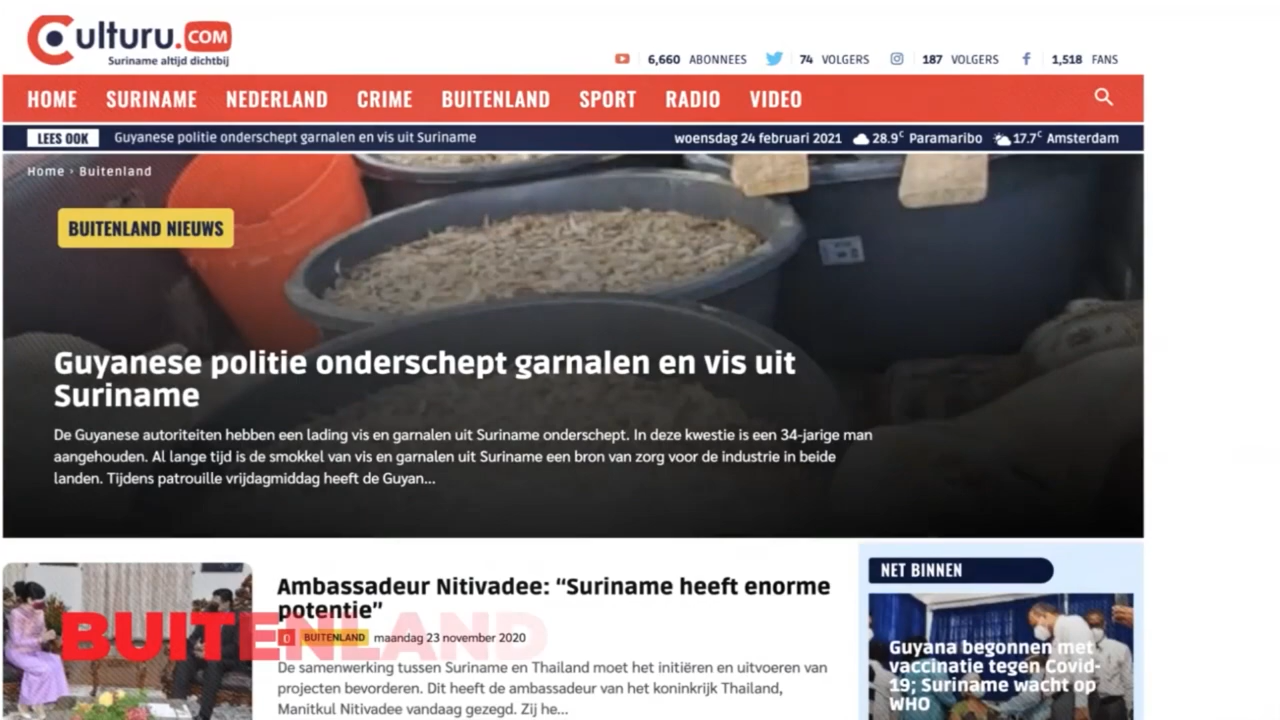 Culturu.COM
Suriname altijd dichtbij
6,660 ABONNEES 74 VOLGERS 187 VOLGERS 1,518 FANS
HOME SURINAME NEDERLAND CRIME BUITENLAND SPORT RADIO VIDEO
LEES OOK Guyanese politie onderschept garnalen en vis uit Suriname woensdag 24 februari 2021 28.9 C Paramaribo 17.7 C Amsterdam
Home › Buitenland
BUITENLAND NIEUWS
Guyanese politie onderschept garnalen en vis uit
Suriname
De Guyanese autoriteiten hebben een lading vis en garnalen uit Suriname onderschept. In deze kwestie is een 34-jarige man
aangehouden. Al lange tijd is de smokkel van vis en garnalen uit Suriname een bron van zorg voor de industrie in beide
landen. Tijdens patrouille vrijdagmiddag heeft de Guyan...
Ambassadeur Nitivadee: “Suriname heeft enorme
potentie”
0 BUITENLAND maandag 23 november 2020
BUITENLAND
De samenwerking tussen Suriname en Thailand moet het initiëren en uitvoeren van
projecten bevorderen. Dit heeft de ambassadeur van het koninkrijk Thailand,
Manitkul Nitivadee vandaag gezegd. Zij he...
NET BINNEN
Guyana begonnen met
vaccinatie tegen Covid-
19; Suriname wacht op
WHO